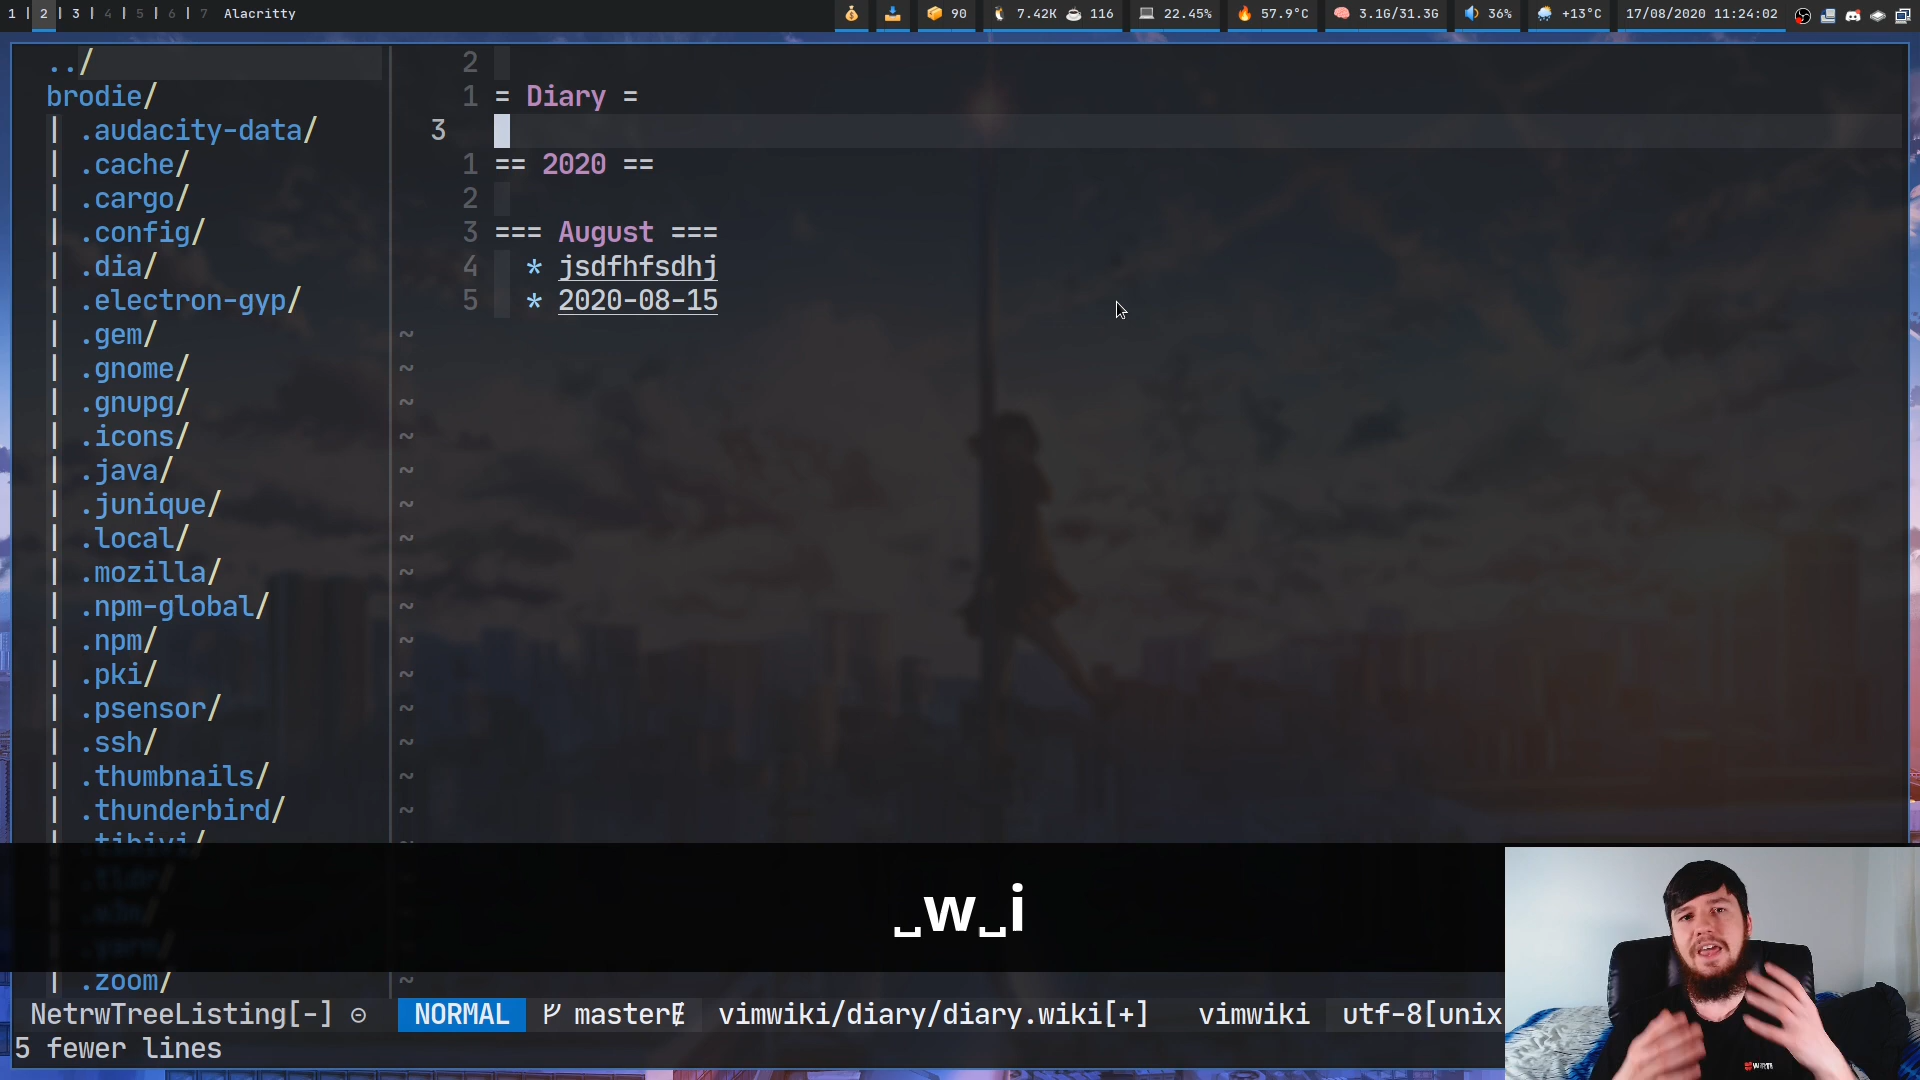 1 | 2 | 3 | 4 | 5 | 6 | 7 Alacritty
90 7.42K 116 22.45% 57.9°C 3.1G/31.3G 36% +13°C 17/08/2020 11:24:02
../
brodie/
| .audacity-data/
| .cache/
| .cargo/
| .config/
| .dia/
| .electron-gyp/
| .gem/
| .gnome/
| .gnupg/
| .icons/
| .java/
| .junique/
| .local/
| .mozilla/
| .npm-global/
| .npm/
| .pki/
| .psensor/
| .ssh/
| .thumbnails/
| .thunderbird/
| .zoom/
2
1 = Diary =
3
1 == 2020 ==
2
3 === August ===
4 * jsdfhfsdhj
5 * 2020-08-15
␣w␣i
NetrwTreeListing[-] NORMAL master vimwiki/diary/diary.wiki[+] vimwiki utf-8[unix
5 fewer lines